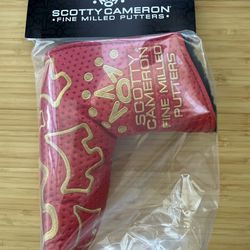 SCOTTY CAMERON
FINE MILLED PUTTERS
SCOTTY
CAMERON
FINE MILLED
PUTTERS